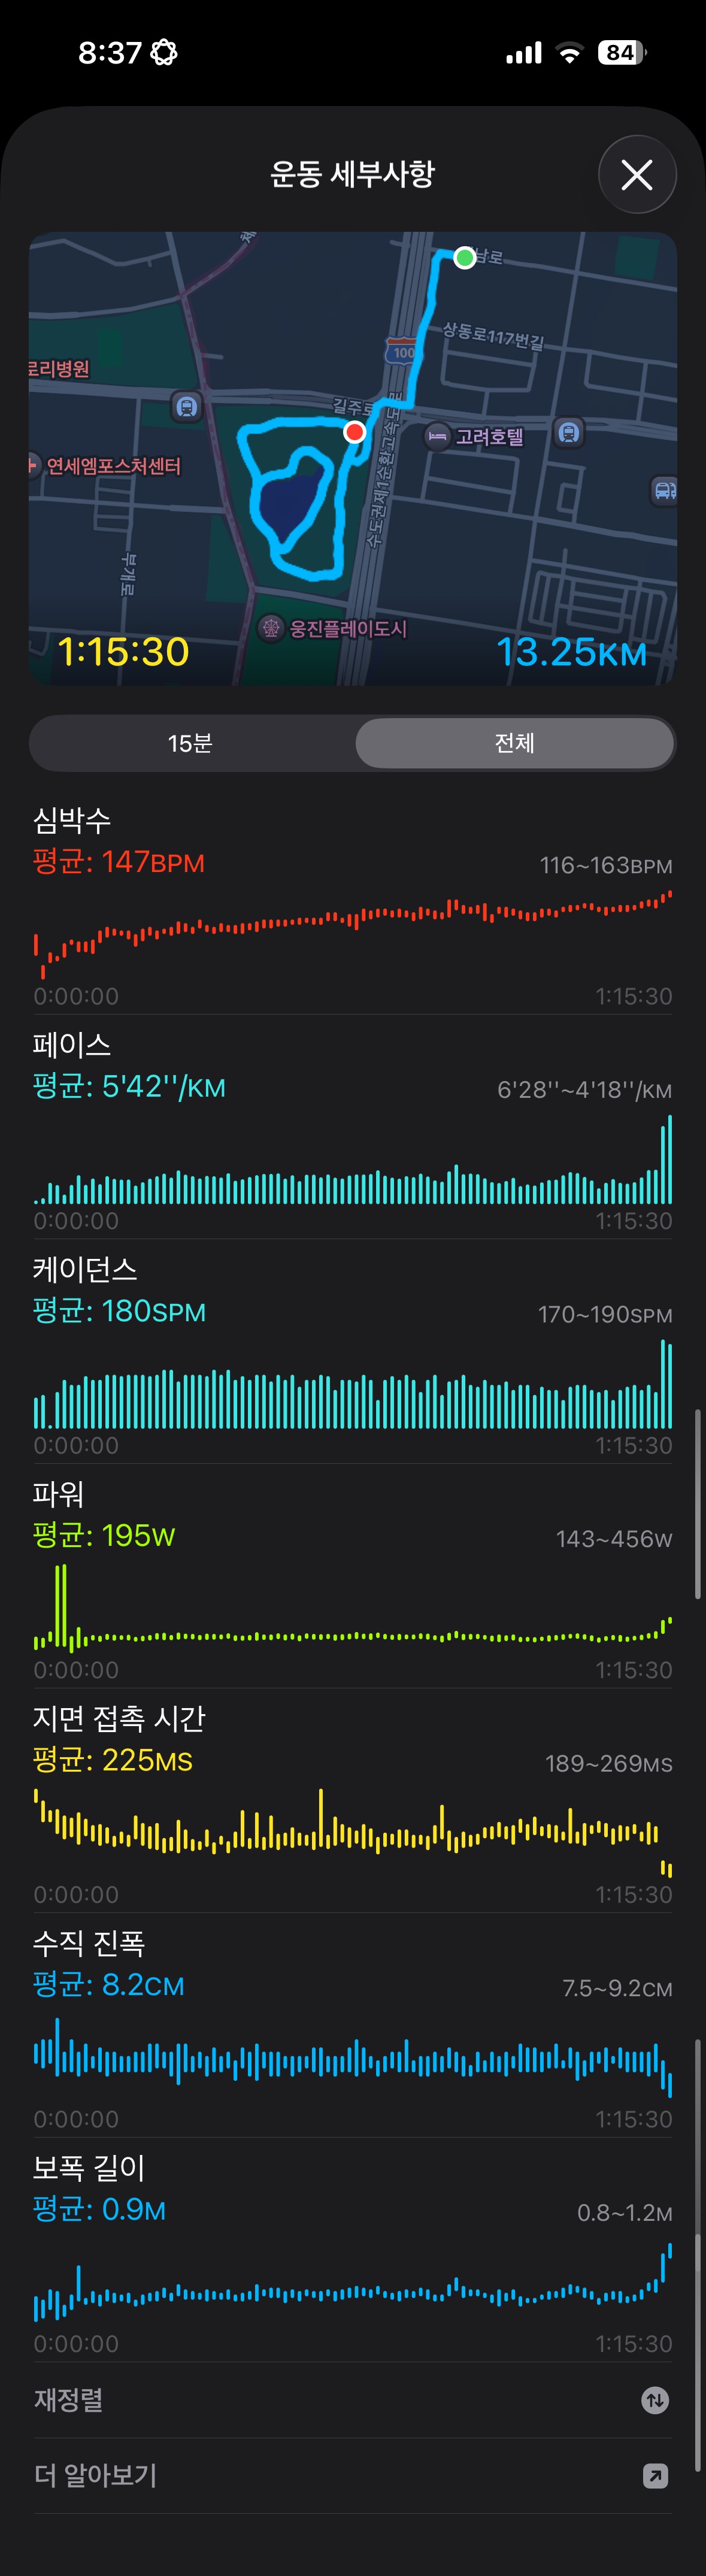 8:37
84
운동 세부사항
상동로117번길
100
길주로
고려호텔
연세엠포스처센터
수도권제1순환고속도로
부개로
웅진플레이도시
1:15:30
13.25KM
15분
전체
심박수
평균: 147BPM
116~163BPM
0:00:00
1:15:30
페이스
평균: 5'42''/KM
6'28''~4'18''/KM
0:00:00
1:15:30
케이던스
평균: 180SPM
170~190SPM
0:00:00
1:15:30
파워
평균: 195W
143~456W
0:00:00
1:15:30
지면 접촉 시간
평균: 225MS
189~269MS
0:00:00
1:15:30
수직 진폭
평균: 8.2CM
7.5~9.2CM
0:00:00
1:15:30
보폭 길이
평균: 0.9M
0.8~1.2M
0:00:00
1:15:30
재정렬
더 알아보기